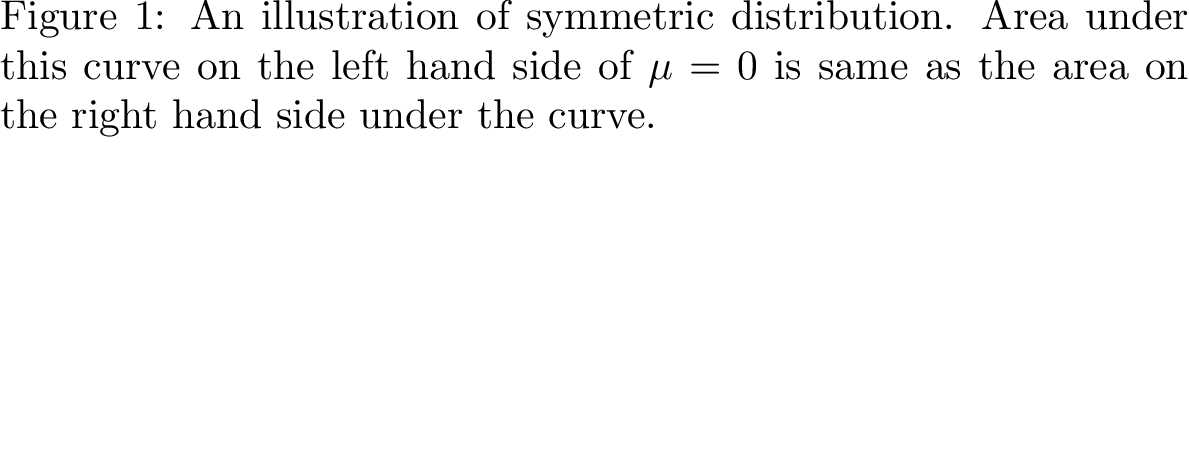 Figure 1: An illustration of symmetric distribution. Area under
this curve on the left hand side of μ = 0 is same as the area on
the right hand side under the curve.